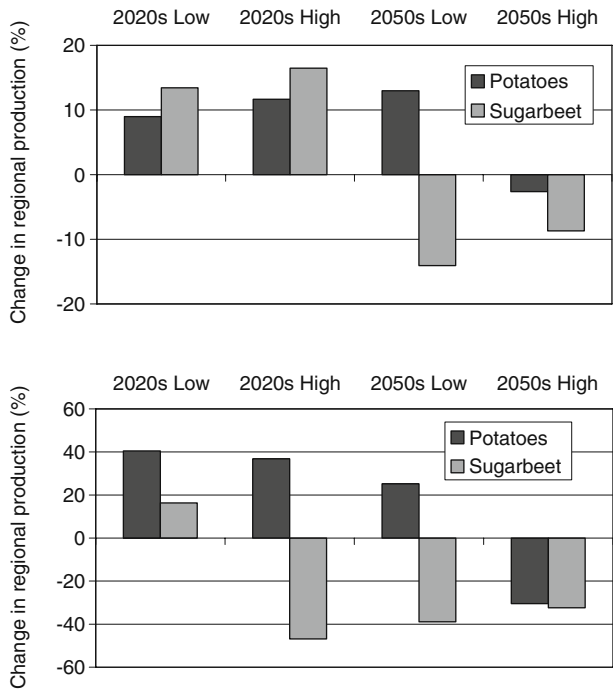 2020s Low 2020s High 2050s Low 2050s High
Change in regional production (%)
20
10
0
-10
-20
Potatoes
Sugarbeet
2020s Low 2020s High 2050s Low 2050s High
Change in regional production (%)
60
40
20
0
-20
-40
-60
Potatoes
Sugarbeet